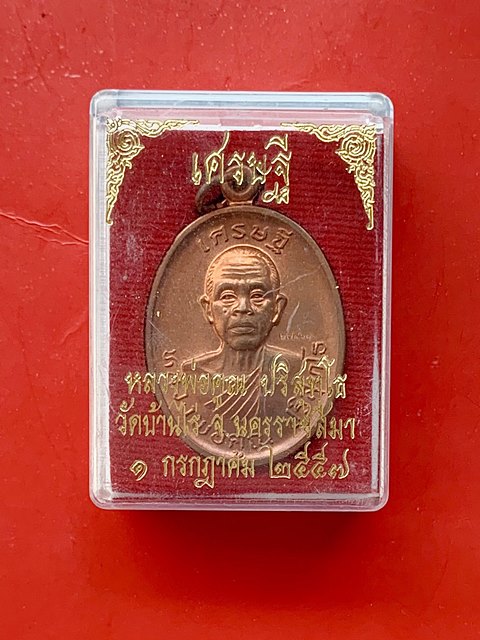 เศรษฐี
เศรษฐี
หลวงพ่อคูณ ปริสุทโธ
วัดบ้านไร่ จ.นครราชสีมา
๑ กรกฎาคม ๒๕๕๗